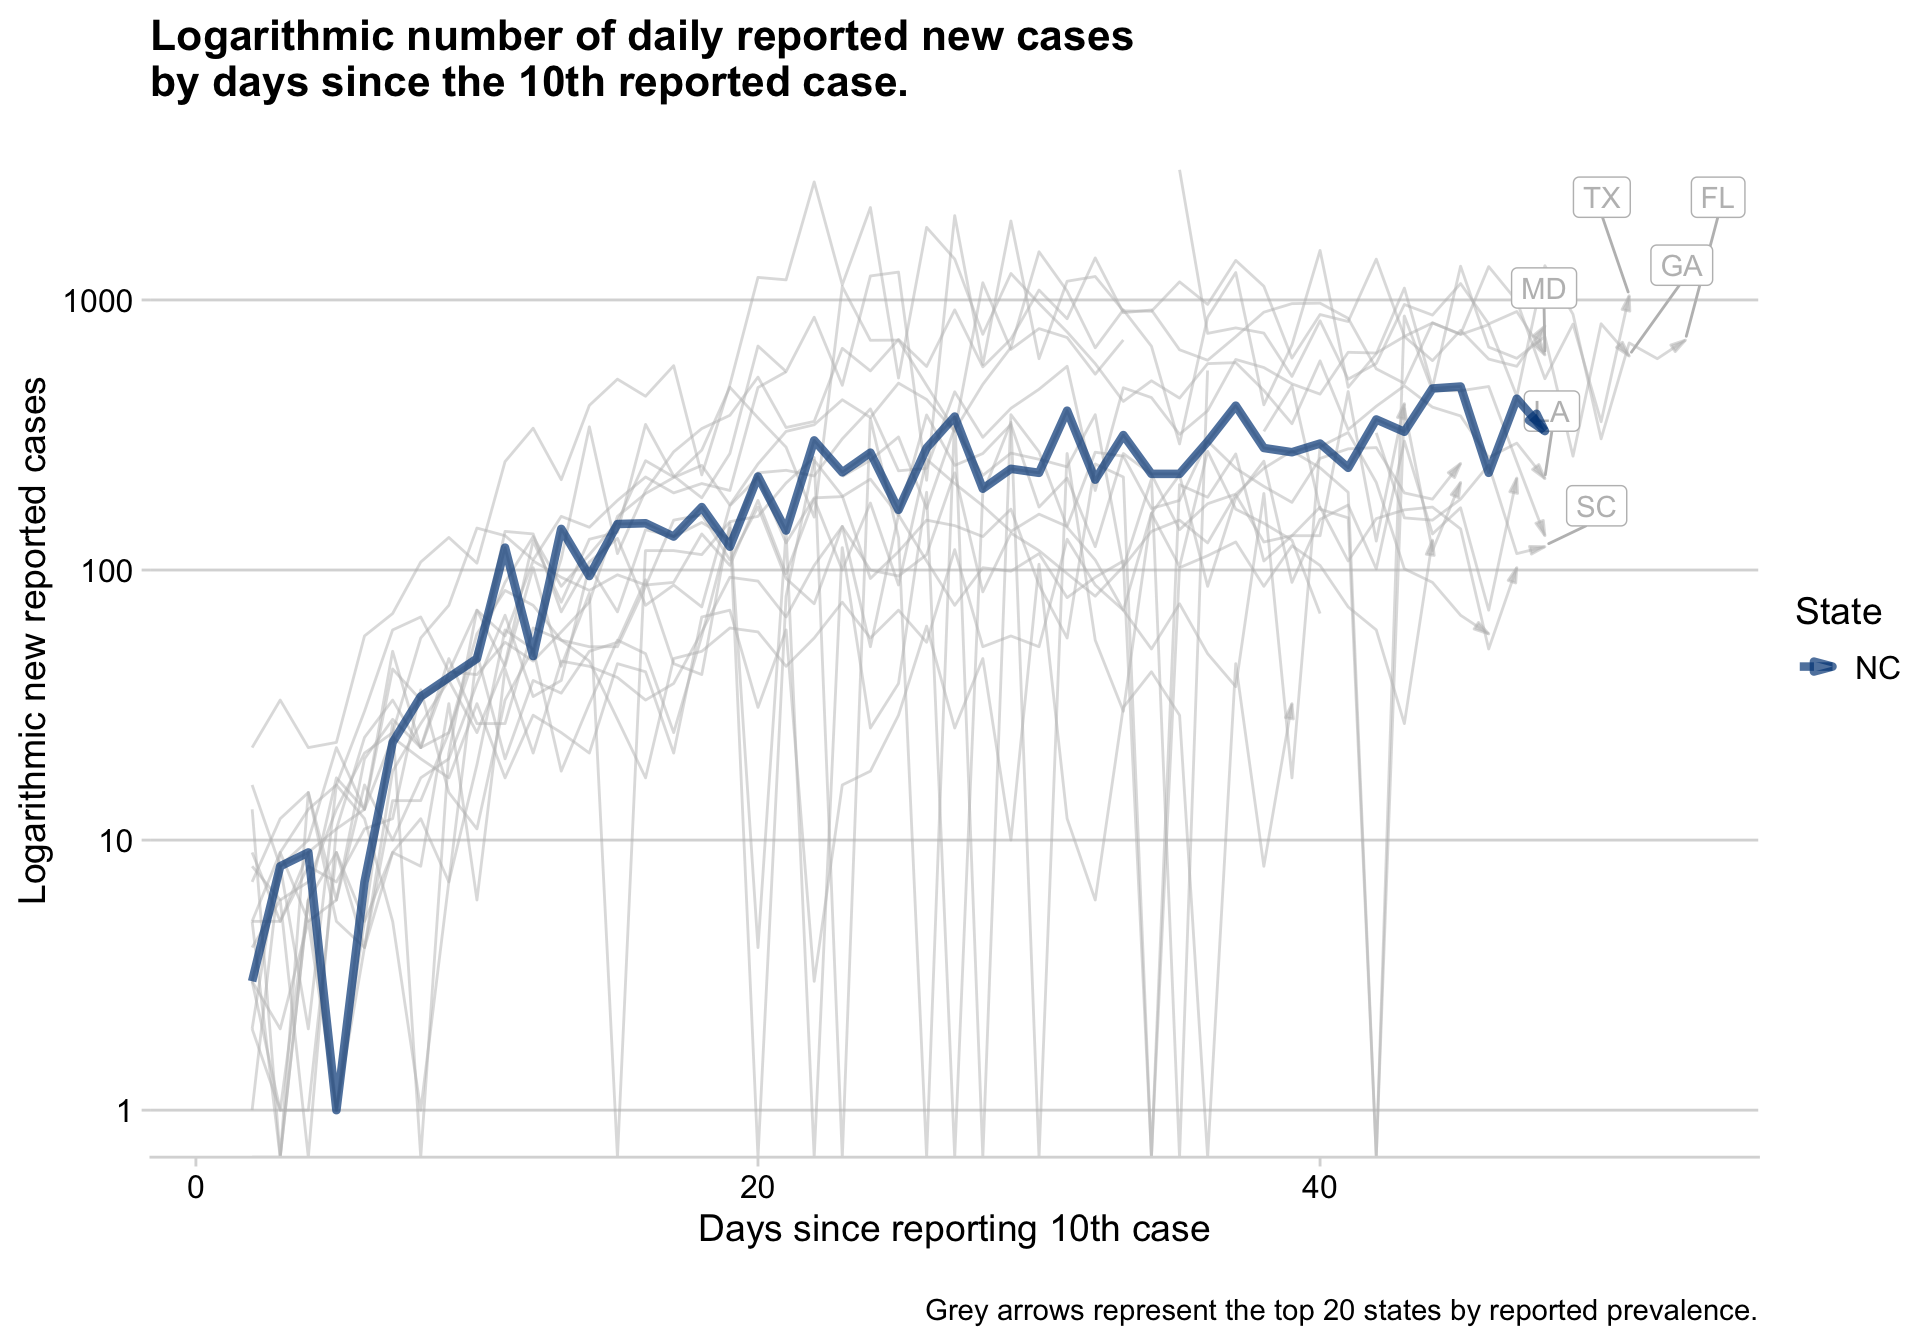 Logarithmic number of daily reported new cases
by days since the 10th reported case.
Logarithmic new reported cases
1000
100
10
1
TX
FL
GA
MD
LA
SC
State
NC
0
20
40
Days since reporting 10th case
Grey arrows represent the top 20 states by reported prevalence.